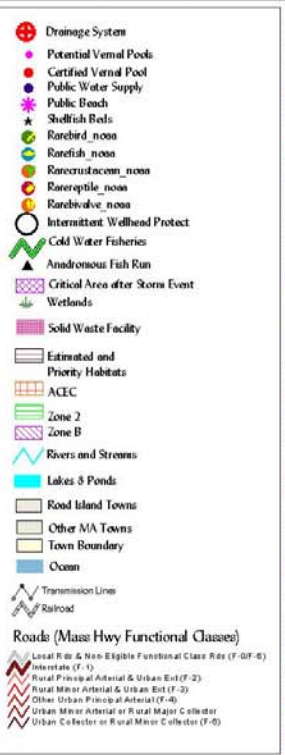 Drainage System
Potential Vernal Pools
Certified Vernal Pool
Public Water Supply
Public Beach
Shellfish Beds
Rarebird_noaa
Rarefish_noaa
Rarecrustacean_noaa
Rarereptile_noaa
Rarebivalve_noaa
Intermittent Wellhead Protect
Cold Water Fisheries
Anadromous Fish Run
Critical Area after Storm Event
Wetlands
Solid Waste Facility
Estimated and
Priority Habitats
ACEC
Zone 2
Zone B
Rivers and Streams
Lakes & Ponds
Road Island Towns
Other MA Towns
Town Boundary
Ocean
Transmission Lines
Railroad
Roads (Mass Hwy Functional Classes)
Local Rds & Non-Eligible Functional Class Rds (F-0/F-6)
Interstate (F-1)
Rural Principal Arterial & Urban Ext(F-2)
Rural Minor Arterial & Urban Ext (F-3)
Other Urban Principal Arterial (F-4)
Urban Minor Arterial or Rural Major Collector
Urban Collector or Rural Minor Collector (F-6)